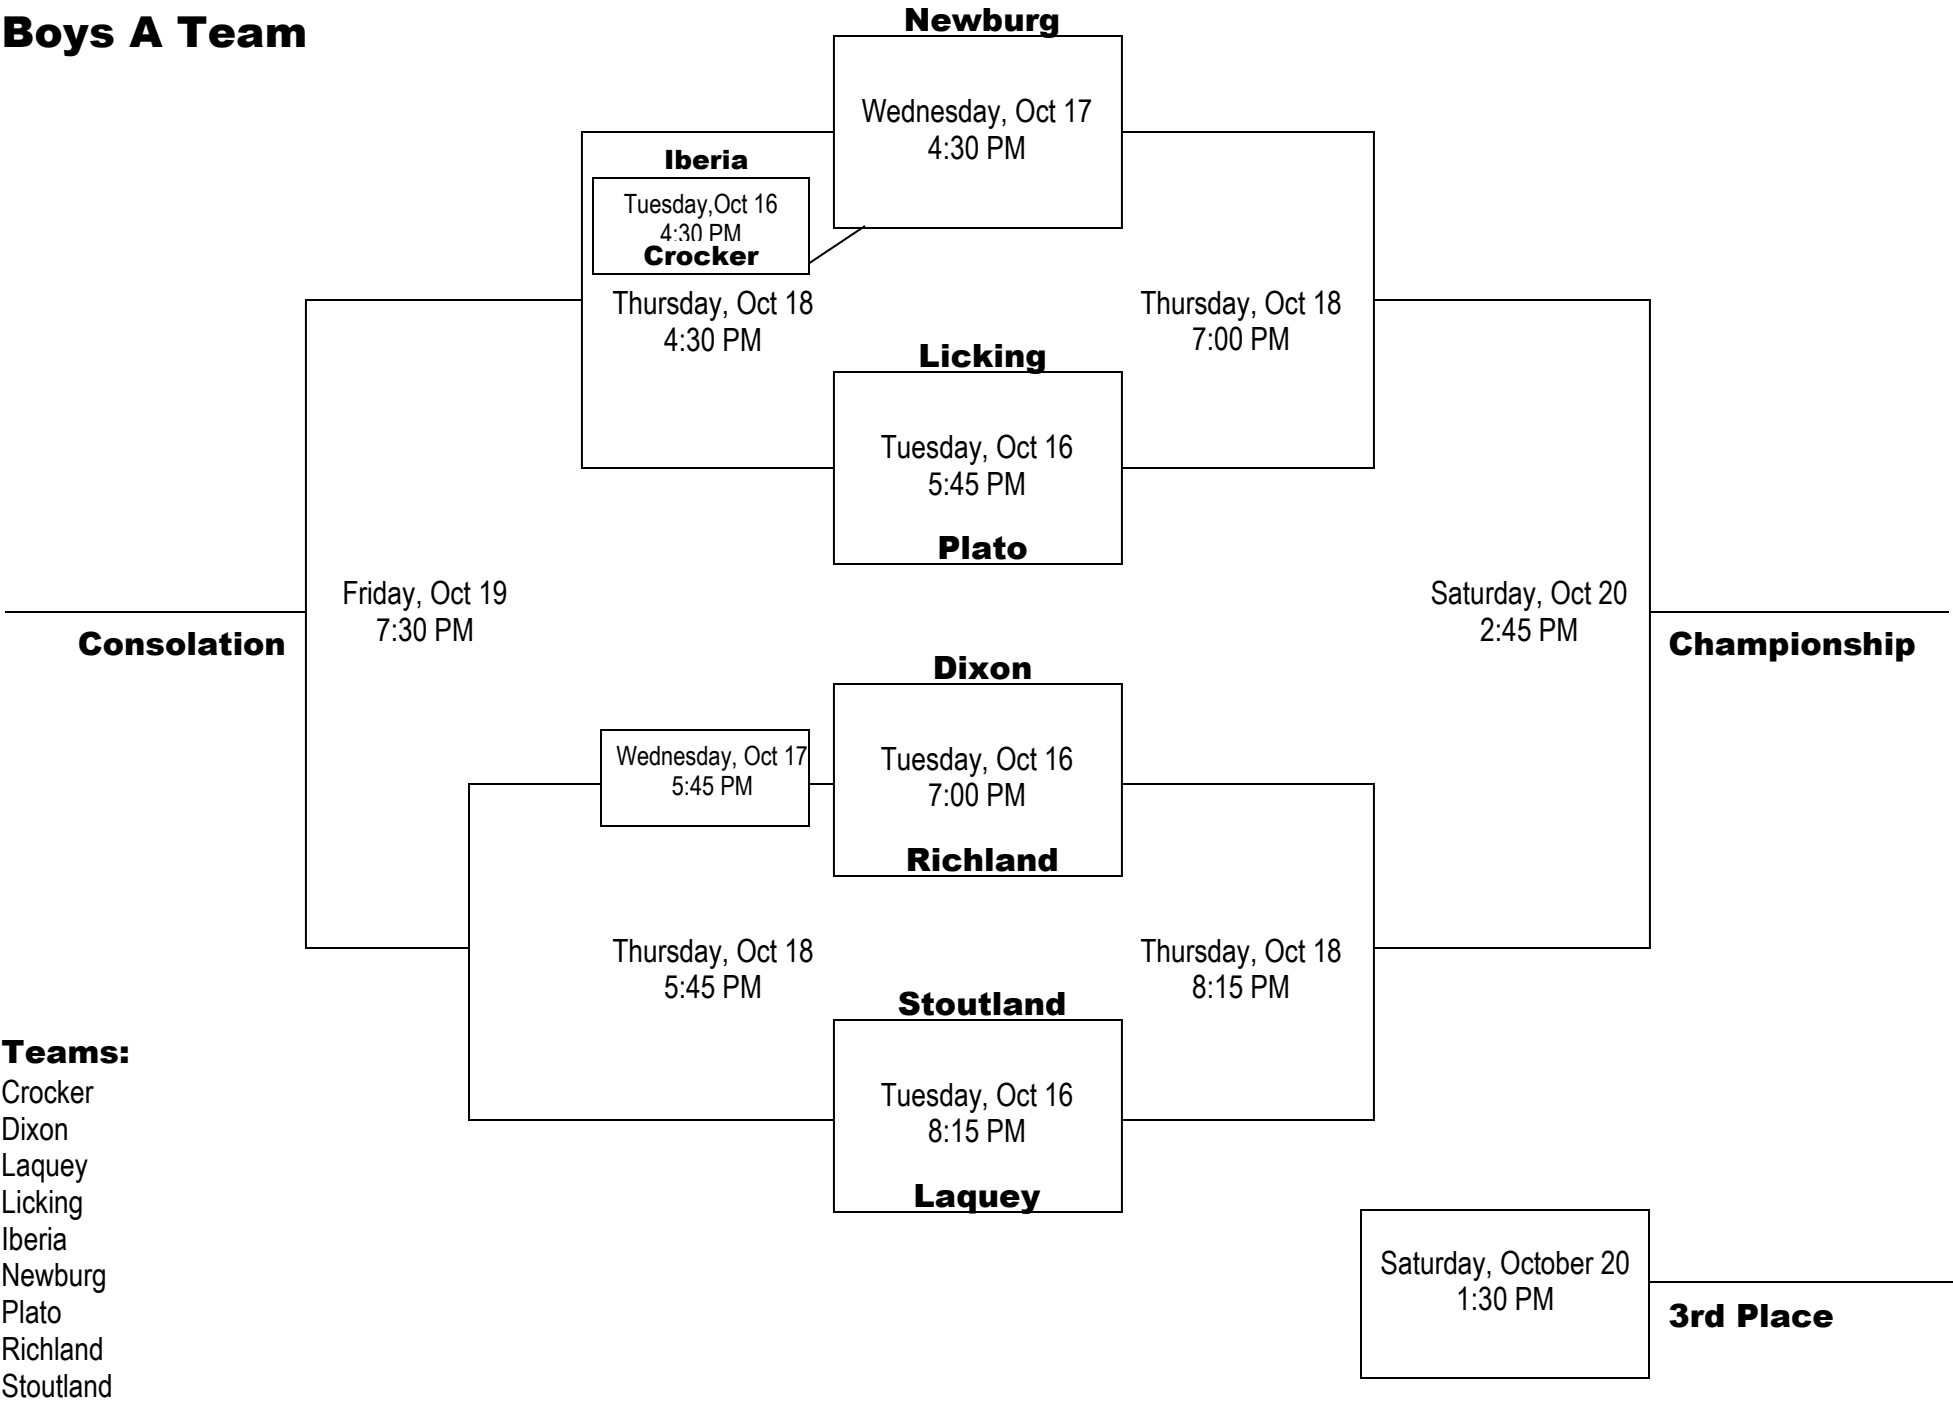 Boys A Team
Newburg
Wednesday, Oct 17
4:30 PM
Iberia
Tuesday,Oct 16
4:30 PM
Crocker
Thursday, Oct 18
4:30 PM
Thursday, Oct 18
7:00 PM
Licking
Tuesday, Oct 16
5:45 PM
Plato
Friday, Oct 19
7:30 PM
Consolation
Saturday, Oct 20
2:45 PM
Championship
Dixon
Wednesday, Oct 17
5:45 PM
Tuesday, Oct 16
7:00 PM
Richland
Thursday, Oct 18
5:45 PM
Thursday, Oct 18
8:15 PM
Stoutland
Tuesday, Oct 16
8:15 PM
Laquey
Teams:
Crocker
Dixon
Laquey
Licking
Iberia
Newburg
Plato
Richland
Stoutland
Saturday, October 20
1:30 PM
3rd Place